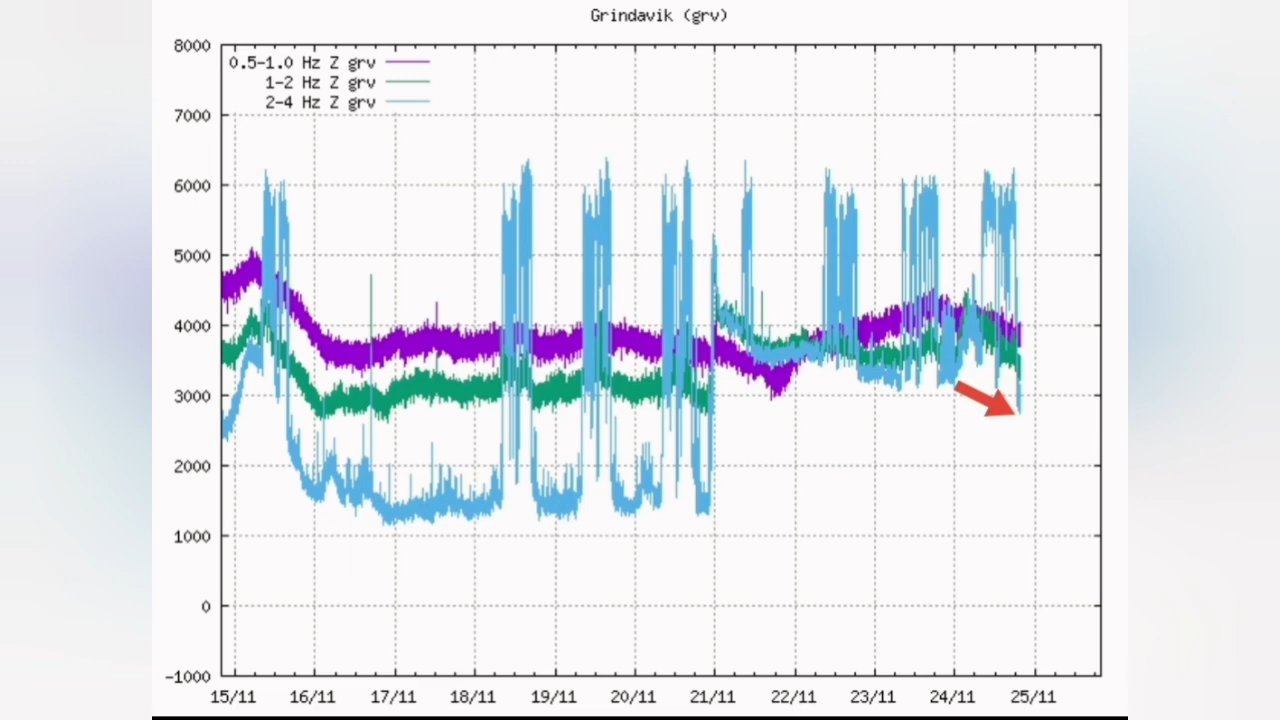 Grindavik (grv)
8000
0.5-1.0 Hz Z grv
1-2 Hz Z grv
2-4 Hz Z grv
7000
6000
5000
4000
3000
2000
1000
0
-1000
15/11 16/11 17/11 18/11 19/11 20/11 21/11 22/11 23/11 24/11 25/11